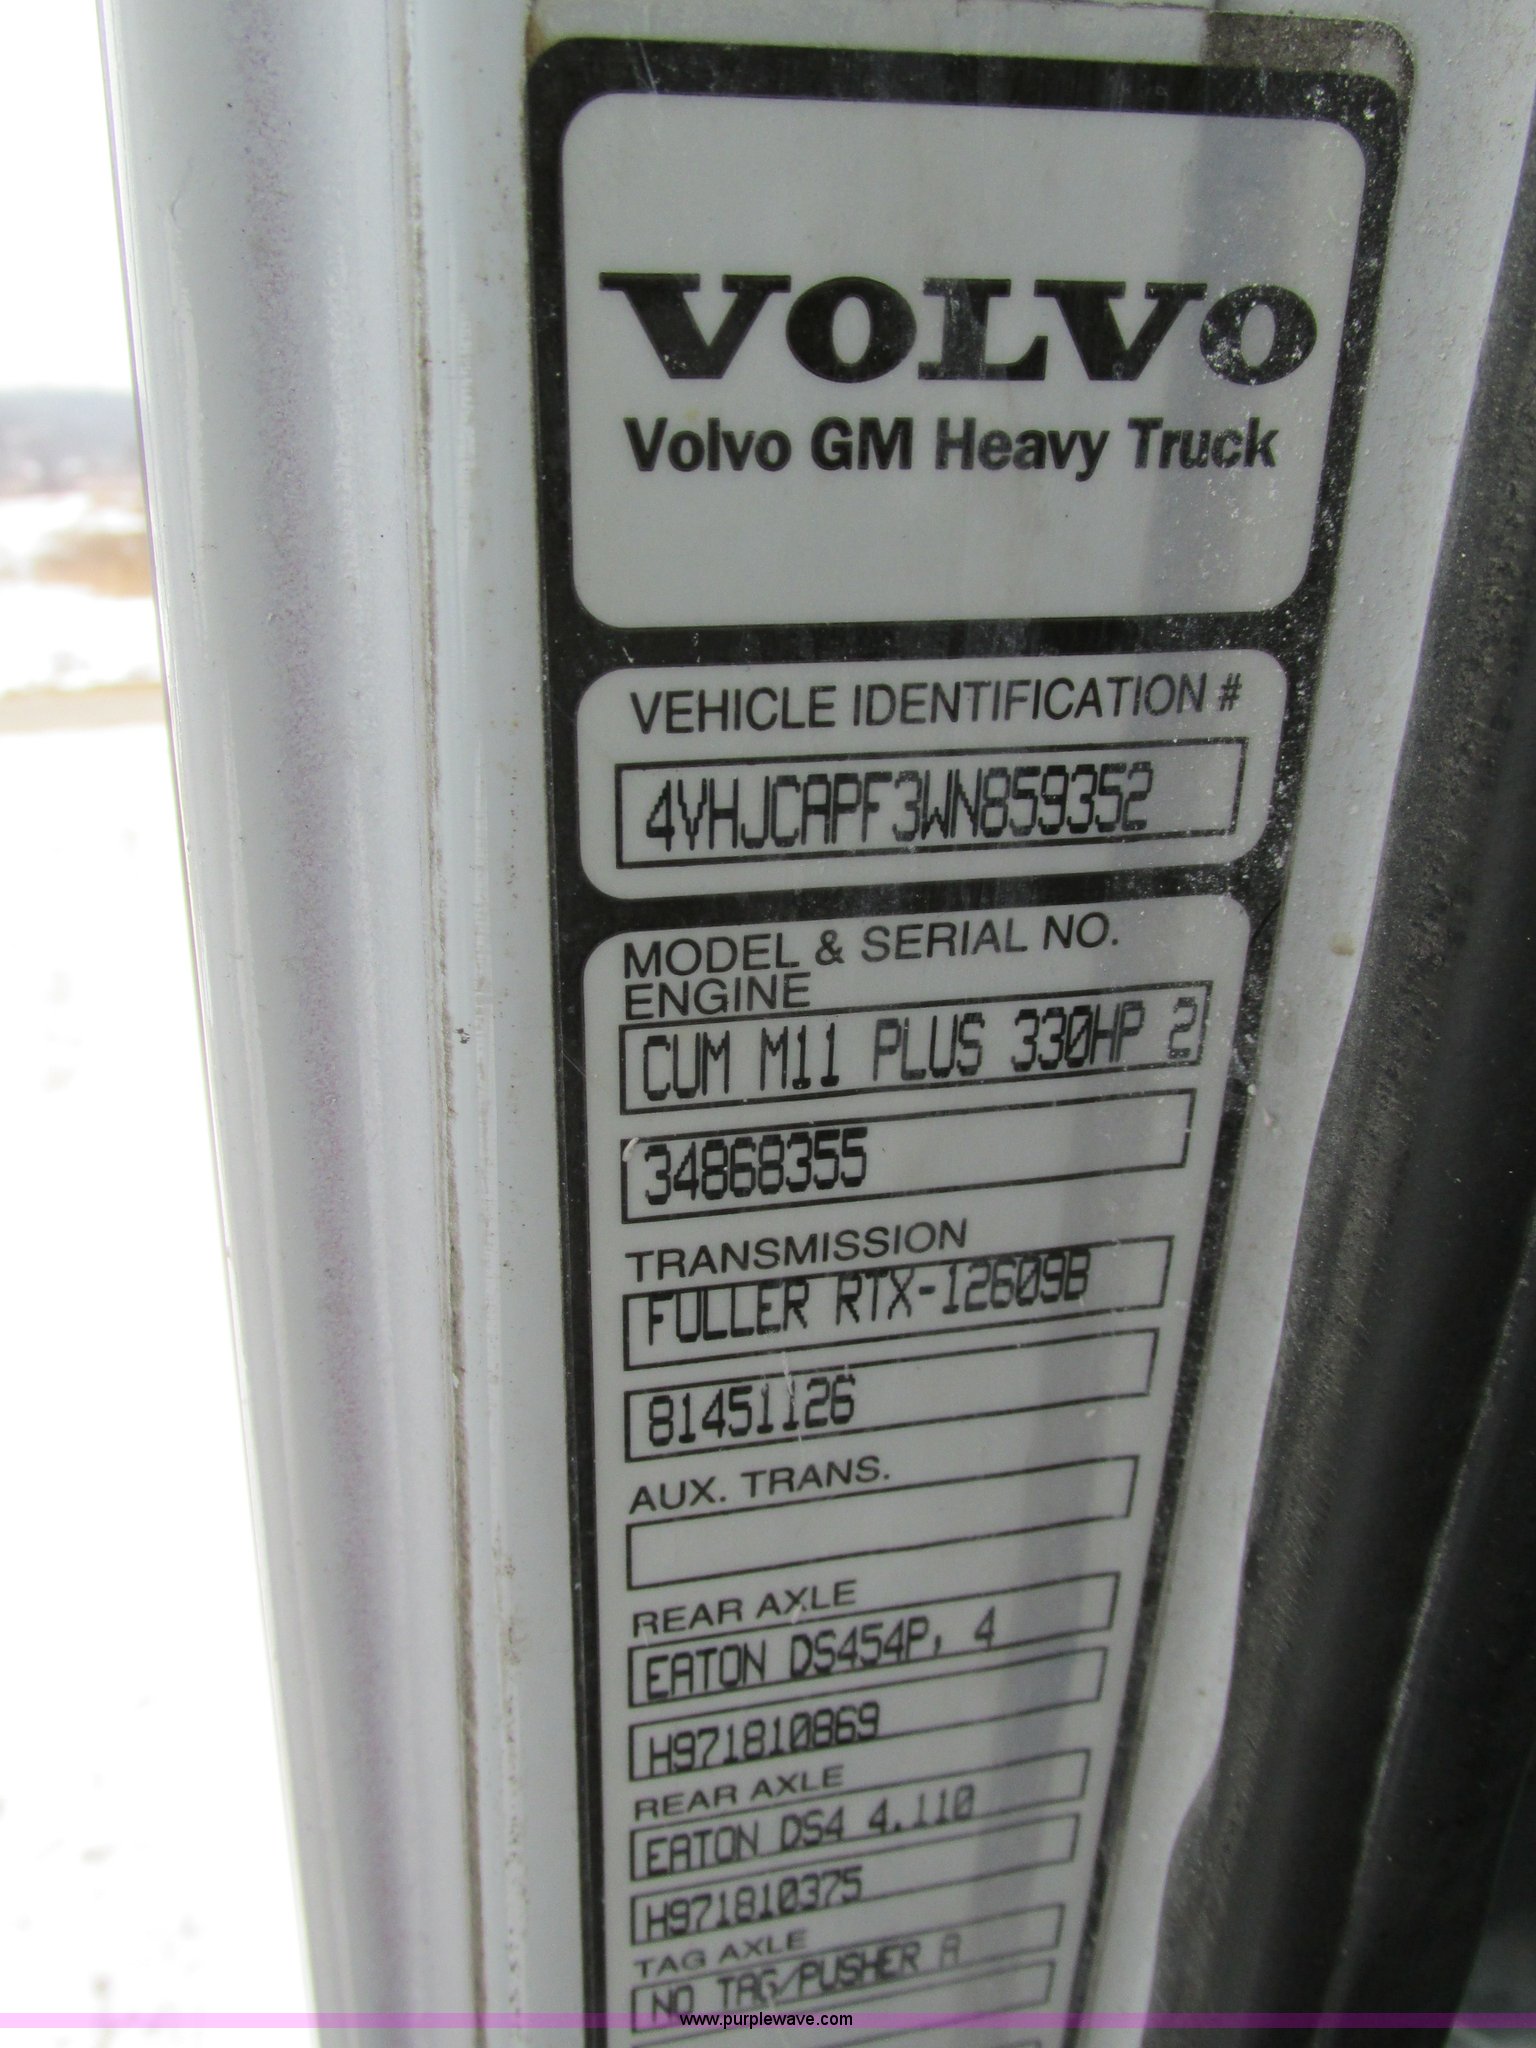 VOLVO
Volvo GM Heavy Truck
VEHICLE IDENTIFICATION #
4VHJCAPF3WN859352
MODEL & SERIAL NO.
ENGINE
CUM M11 PLUS 330HP 2
34868355
TRANSMISSION
FULLER RTX-12609B
81451126
AUX. TRANS.
REAR AXLE
EATON DS454P, 4
H971810869
REAR AXLE
EATON DS4 4.110
H971810375
TAG AXLE
NO TAG/PUSHER A
www.purplewave.com